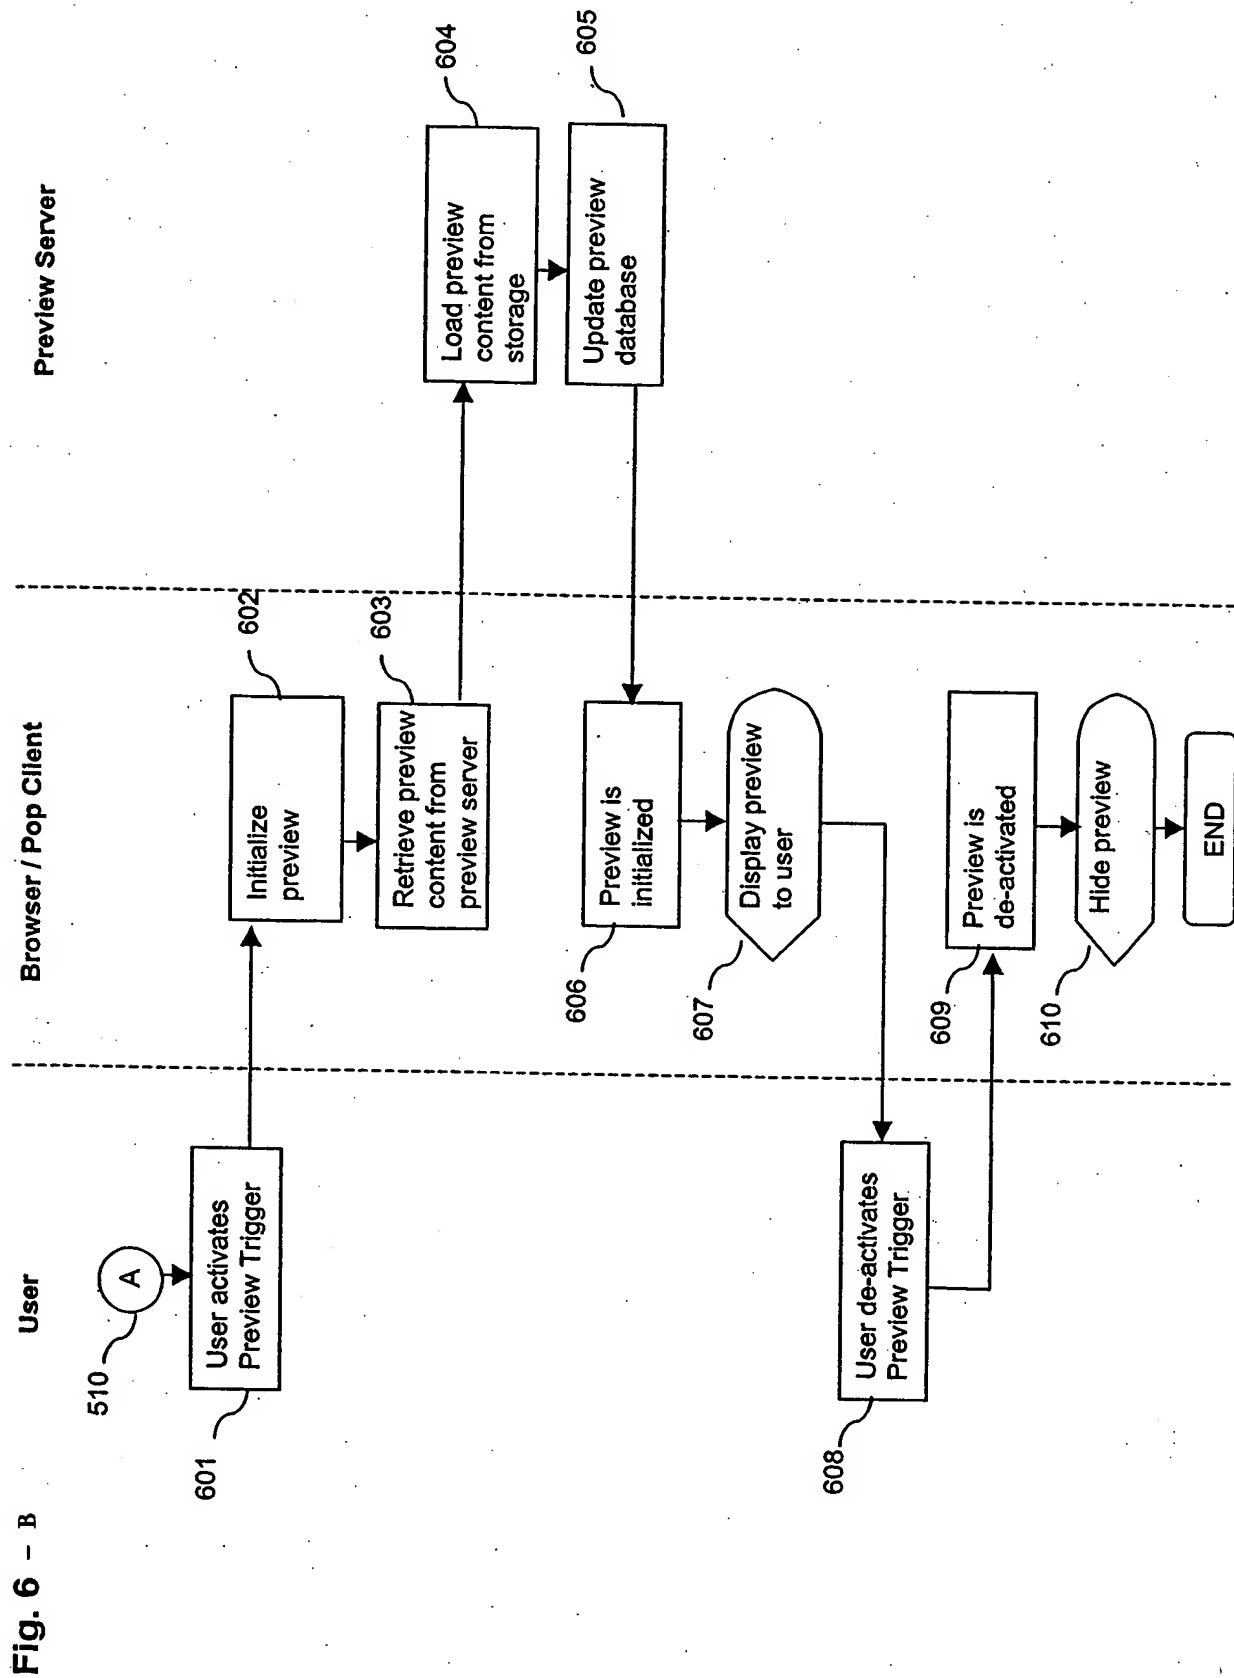 Fig. 6 - B
User
Browser / Pop Client
Preview Server
A
510
User activates
Preview Trigger
601
Initialize
preview
602
Retrieve preview
content from
preview server
603
Load preview
content from
storage
604
Update preview
database
605
Preview is
initialized
606
Display preview
to user
607
User de-activates
Preview Trigger
608
Preview is
de-activated
609
Hide preview
610
END